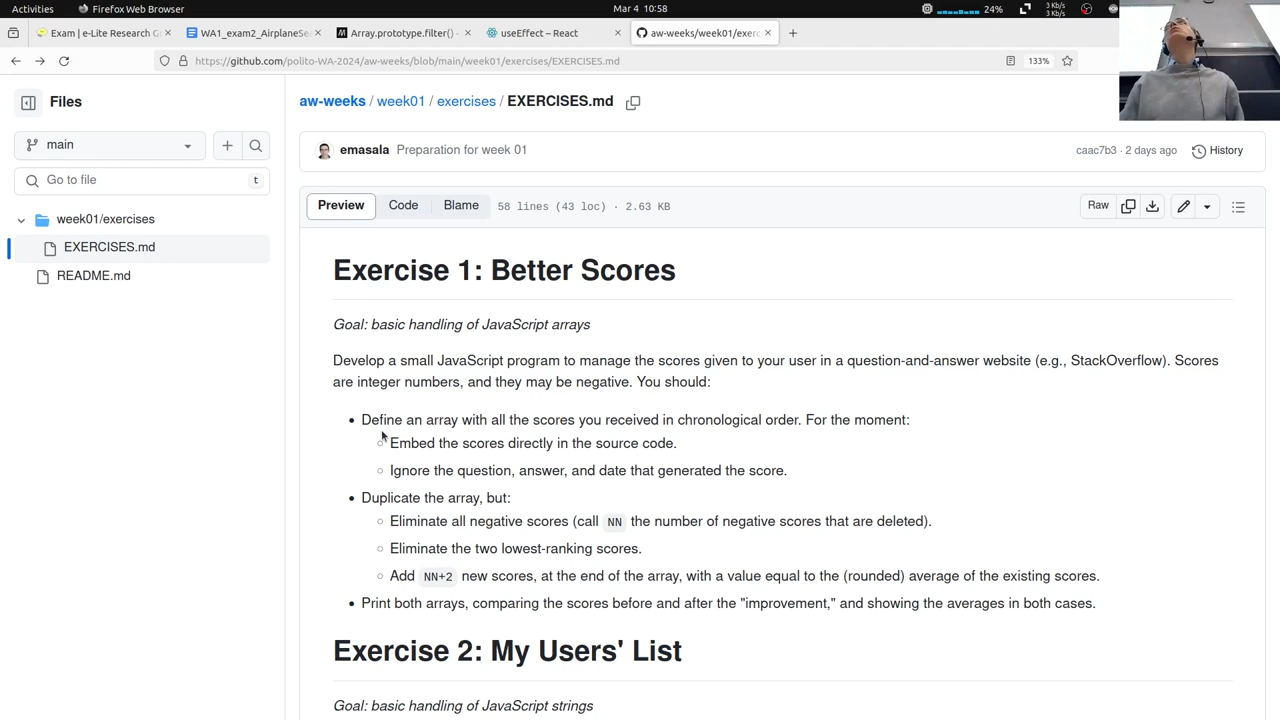 Activities Firefox Web Browser Mar 4 10:58 3 Kb/s 3 Kb/s 24%
Exam | e-Lite Research Gr WA1_exam2_AirplaneSea Array.prototype.filter() - useEffect – React aw-weeks/week01/exerc
https://github.com/polito-WA-2024/aw-weeks/blob/main/week01/exercises/EXERCISES.md 133%
Files
main
Go to file t
week01/exercises
EXERCISES.md
README.md
aw-weeks / week01 / exercises / EXERCISES.md
emasala Preparation for week 01 caac7b3 · 2 days ago History
Preview Code Blame 58 lines (43 loc) · 2.63 KB Raw
Exercise 1: Better Scores
Goal: basic handling of JavaScript arrays
Develop a small JavaScript program to manage the scores given to your user in a question-and-answer website (e.g., StackOverflow). Scores
are integer numbers, and they may be negative. You should:
• Define an array with all the scores you received in chronological order. For the moment:
◦ Embed the scores directly in the source code.
◦ Ignore the question, answer, and date that generated the score.
• Duplicate the array, but:
◦ Eliminate all negative scores (call NN the number of negative scores that are deleted).
◦ Eliminate the two lowest-ranking scores.
◦ Add NN+2 new scores, at the end of the array, with a value equal to the (rounded) average of the existing scores.
• Print both arrays, comparing the scores before and after the "improvement," and showing the averages in both cases.
Exercise 2: My Users' List
Goal: basic handling of JavaScript strings